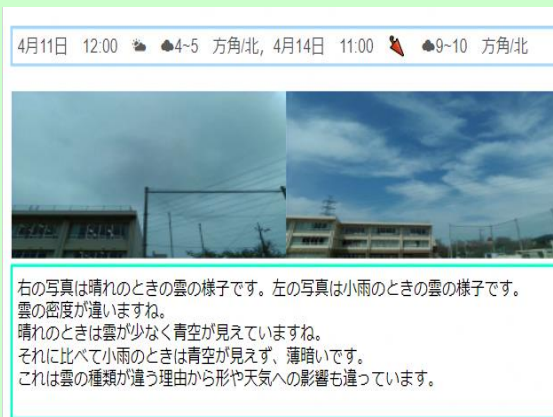 4月11日 12:00 ⛅ ☁4~5 方角/北, 4月14日 11:00 🌂 ☁9~10 方角/北
右の写真は晴れのときの雲の様子です。左の写真は小雨のときの雲の様子です。
雲の密度が違いますね。
晴れのときは雲が少なく青空が見えていますね。
それに比べて小雨のときは青空が見えず、薄暗いです。
これは雲の種類が違う理由から形や天気への影響も違っています。